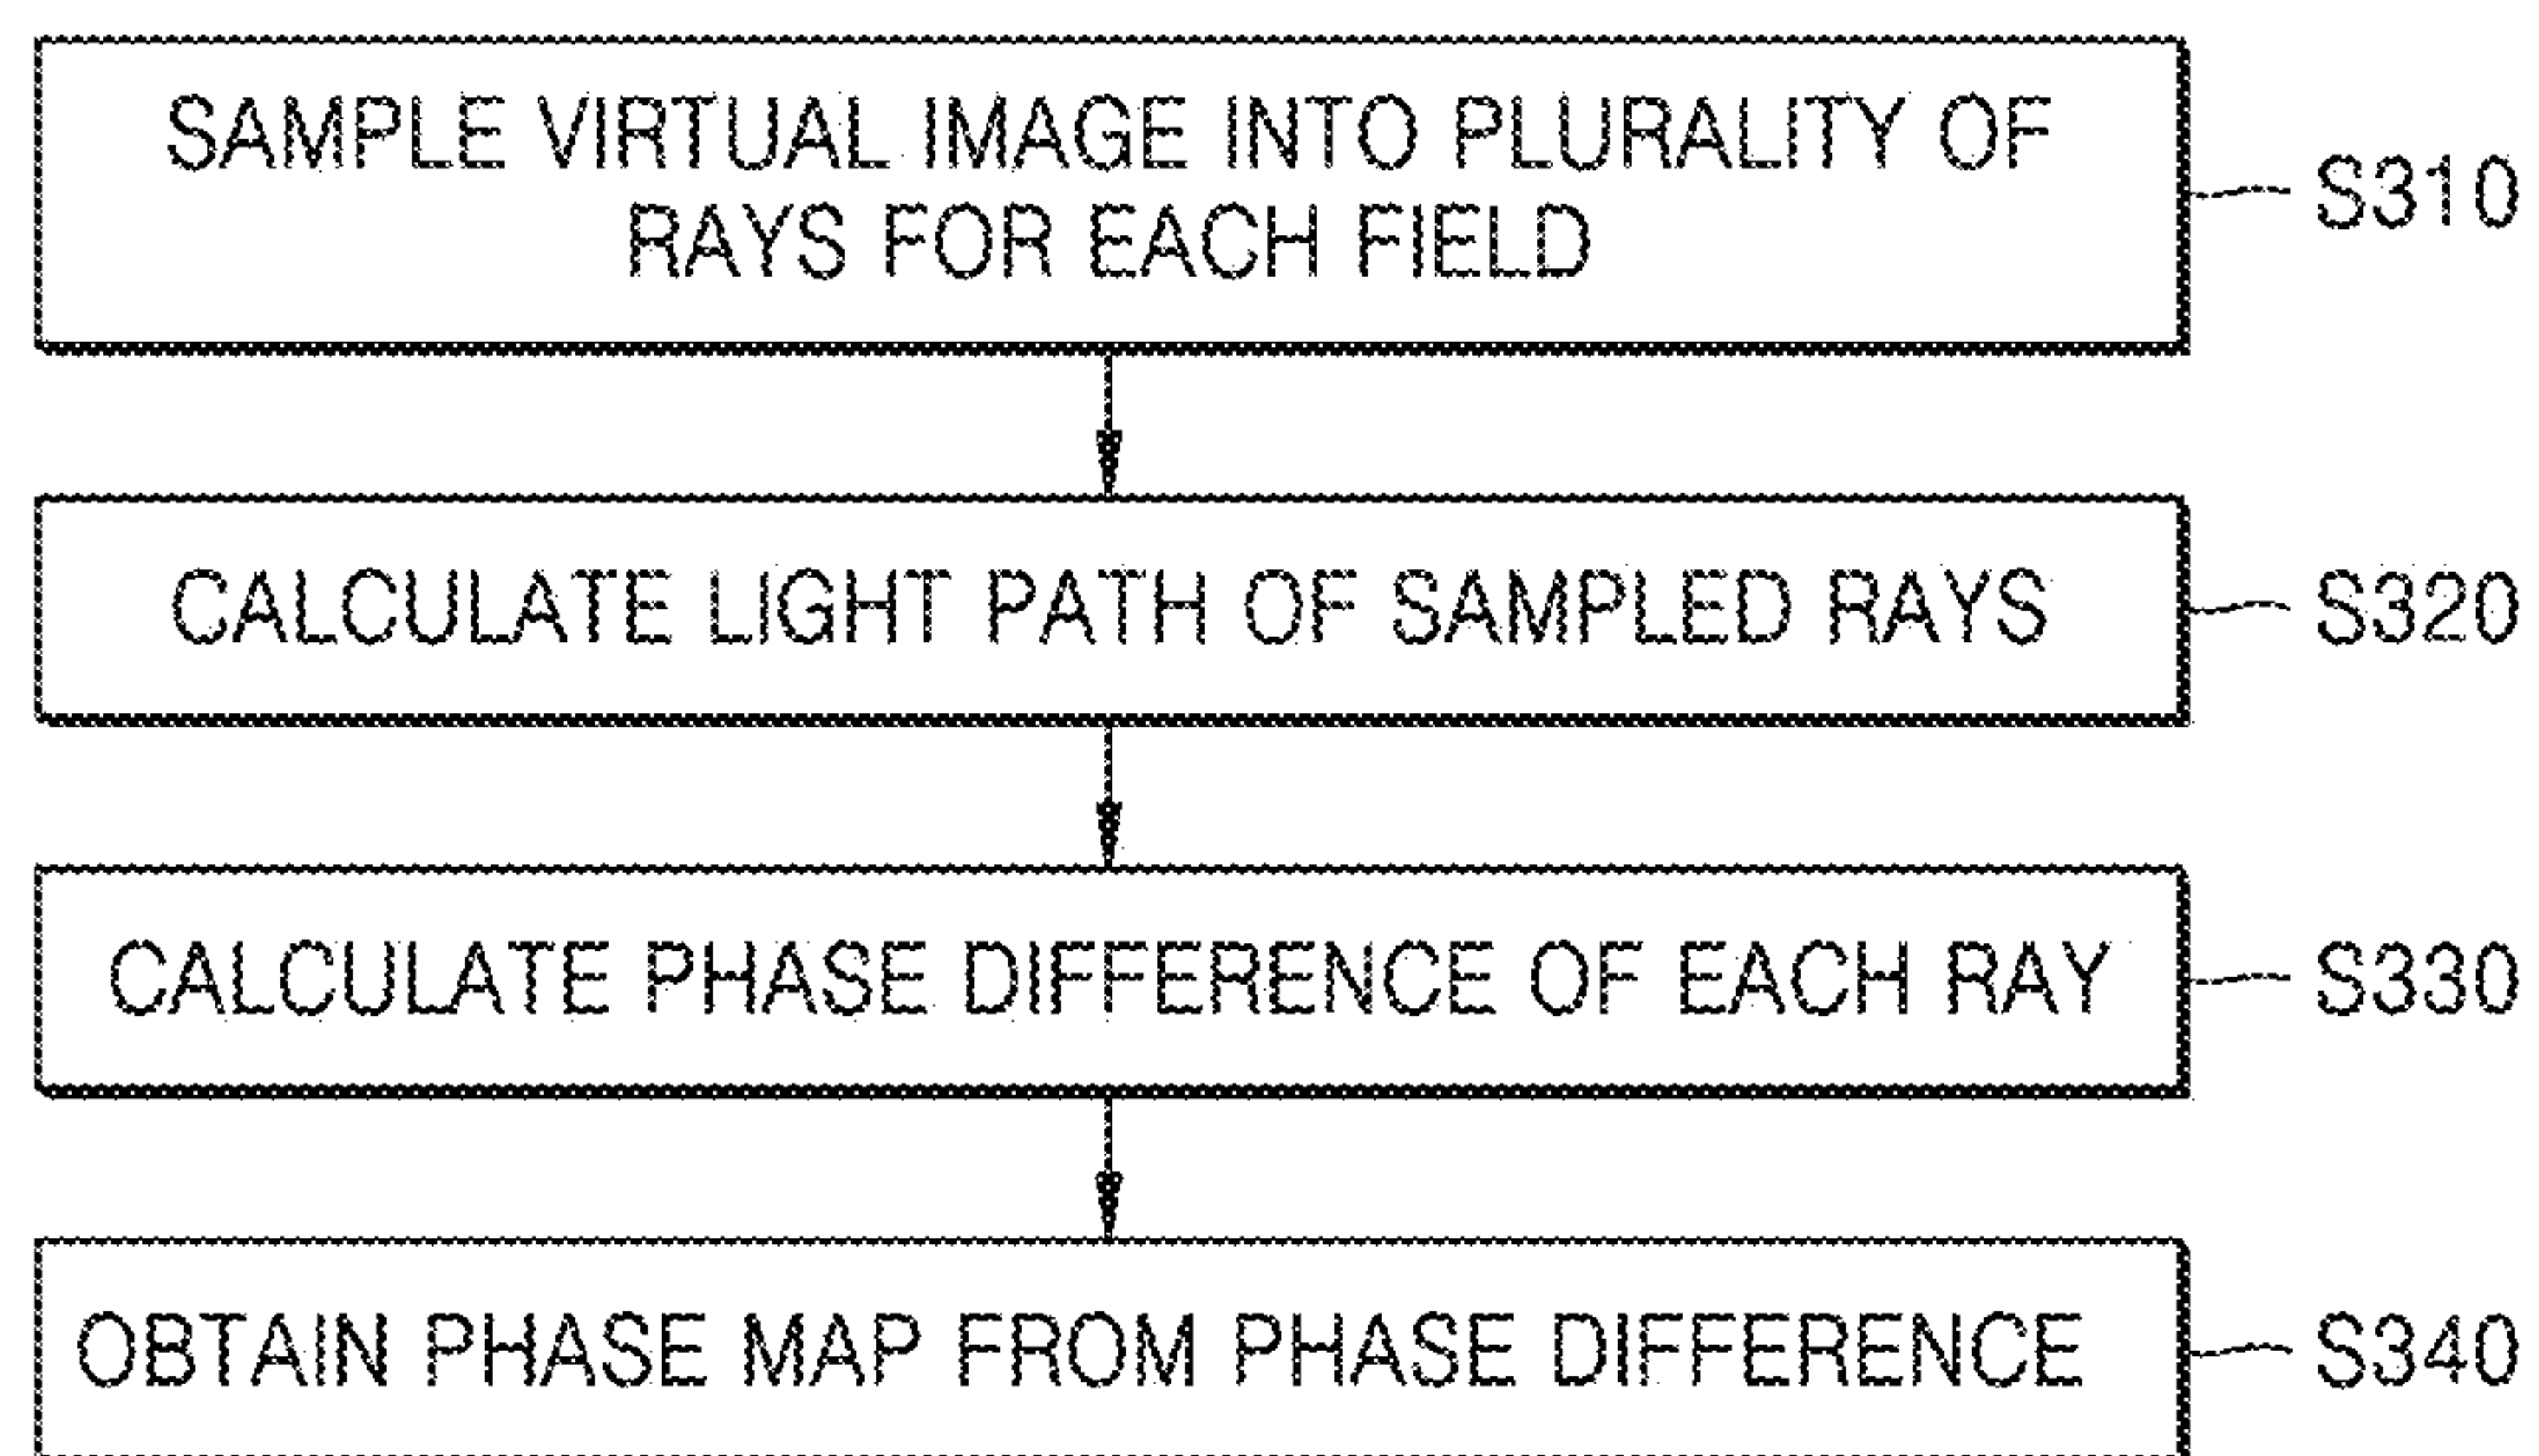 SAMPLE VIRTUAL IMAGE INTO PLURALITY OF
RAYS FOR EACH FIELD
S310
CALCULATE LIGHT PATH OF SAMPLED RAYS
S320
CALCULATE PHASE DIFFERENCE OF EACH RAY
S330
OBTAIN PHASE MAP FROM PHASE DIFFERENCE
S340